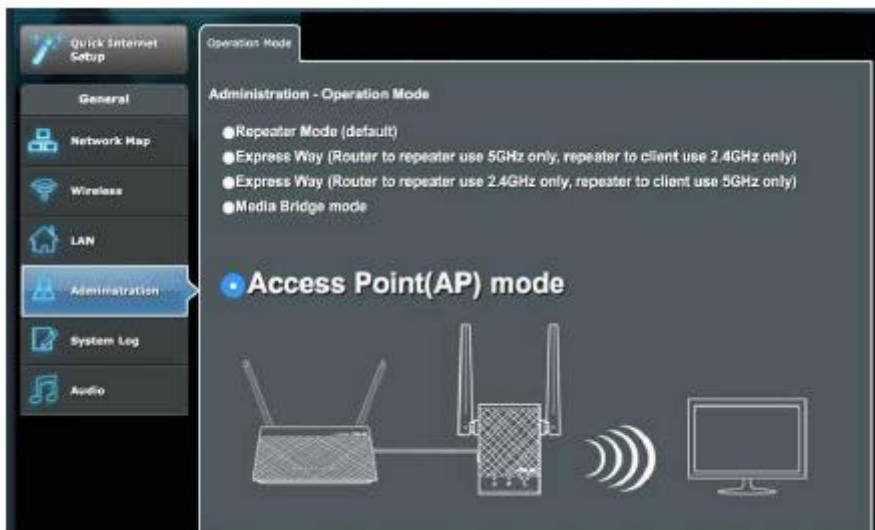 Quick Internet
Setup
General
Network Map
Wireless
LAN
Administration
System Log
Audio
Operation Mode
Administration - Operation Mode
Repeater Mode (default)
Express Way (Router to repeater use 5GHz only, repeater to client use 2.4GHz only)
Express Way (Router to repeater use 2.4GHz only, repeater to client use 5GHz only)
Media Bridge mode
Access Point(AP) mode